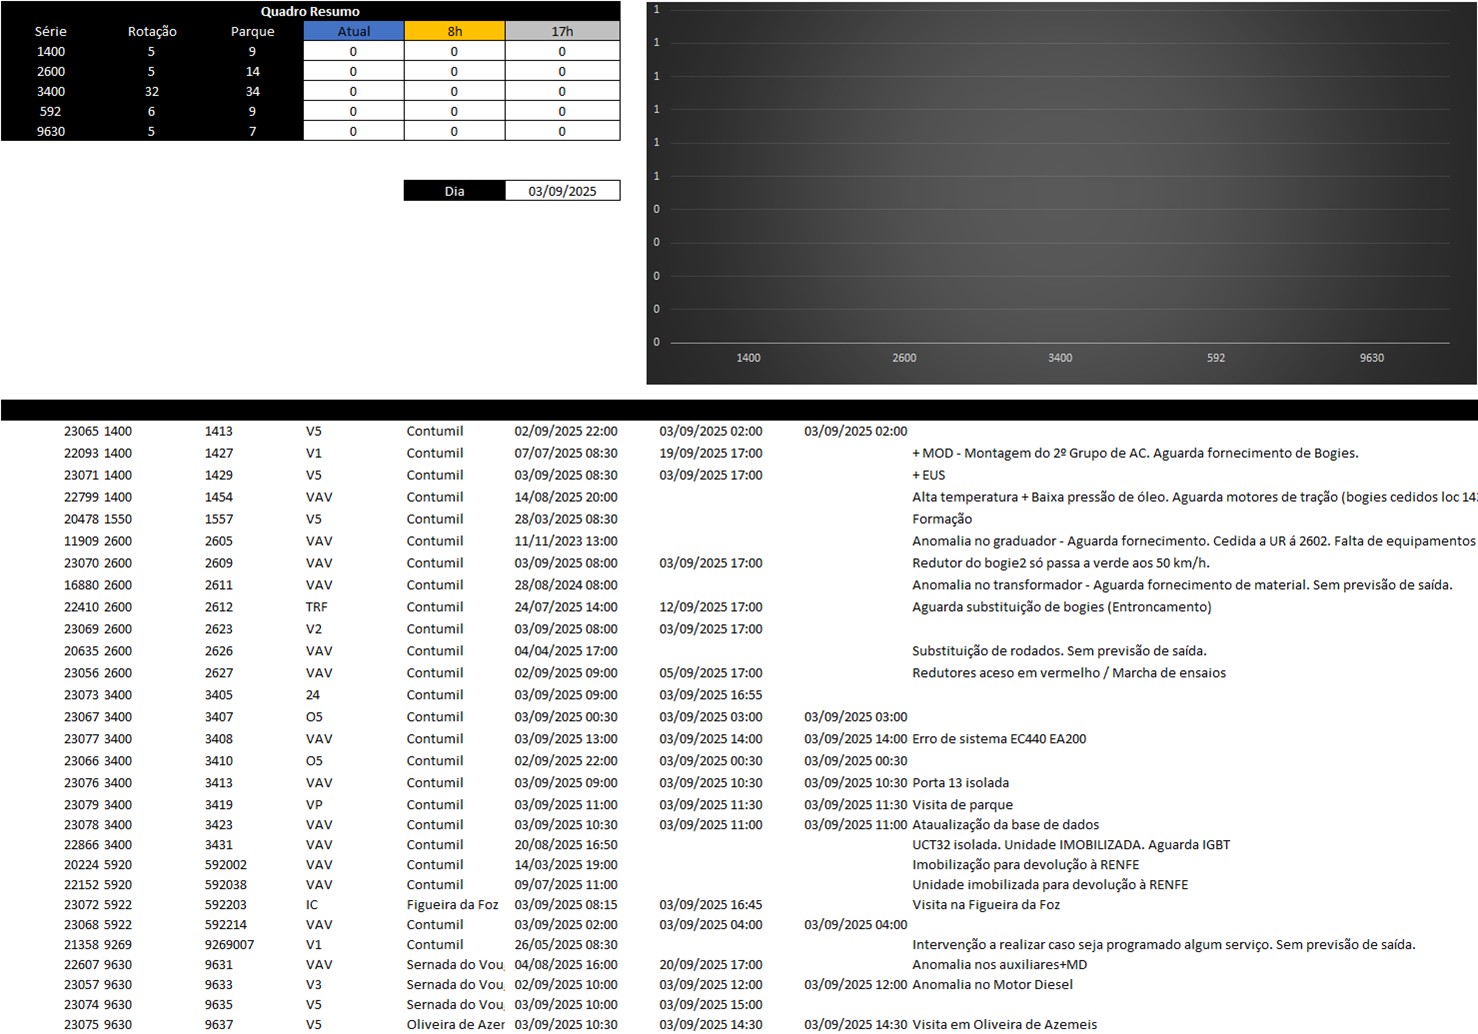 Quadro Resumo
Série Rotação Parque Atual 8h 17h
1400 5 9 0 0 0
2600 5 14 0 0 0
3400 32 34 0 0 0
592 6 9 0 0 0
9630 5 7 0 0 0
Dia 03/09/2025
1
1
1
1
1
1
0
0
0
0
0
1400 2600 3400 592 9630
23065 1400 1413 V5 Contumil 02/09/2025 22:00 03/09/2025 02:00 03/09/2025 02:00
22093 1400 1427 V1 Contumil 07/07/2025 08:30 19/09/2025 17:00 + MOD - Montagem do 2º Grupo de AC. Aguarda fornecimento de Bogies.
23071 1400 1429 V5 Contumil 03/09/2025 08:30 03/09/2025 17:00 + EUS
22799 1400 1454 VAV Contumil 14/08/2025 20:00 Alta temperatura + Baixa pressão de óleo. Aguarda motores de tração (bogies cedidos loc
20478 1550 1557 V5 Contumil 28/03/2025 08:30 Formação
11909 2600 2605 VAV Contumil 11/11/2023 13:00 Anomalia no graduador - Aguarda fornecimento. Cedida a UR á 2602. Falta de equipamentos
23070 2600 2609 VAV Contumil 03/09/2025 08:00 03/09/2025 17:00 Redutor do bogie2 só passa a verde aos 50 km/h.
16880 2600 2611 VAV Contumil 28/08/2024 08:00 Anomalia no transformador - Aguarda fornecimento de material. Sem previsão de saída.
22410 2600 2612 TRF Contumil 24/07/2025 14:00 12/09/2025 17:00 Aguarda substituição de bogies (Entroncamento)
23069 2600 2623 V2 Contumil 03/09/2025 08:00 03/09/2025 17:00
20635 2600 2626 VAV Contumil 04/04/2025 17:00 Substituição de rodados. Sem previsão de saída.
23056 2600 2627 VAV Contumil 02/09/2025 09:00 05/09/2025 17:00 Redutores aceso em vermelho / Marcha de ensaios
23073 3400 3405 24 Contumil 03/09/2025 09:00 03/09/2025 16:55
23067 3400 3407 O5 Contumil 03/09/2025 00:30 03/09/2025 03:00 03/09/2025 03:00
23077 3400 3408 VAV Contumil 03/09/2025 13:00 03/09/2025 14:00 03/09/2025 14:00 Erro de sistema EC440 EA200
23066 3400 3410 O5 Contumil 02/09/2025 22:00 03/09/2025 00:30 03/09/2025 00:30
23076 3400 3413 VAV Contumil 03/09/2025 09:00 03/09/2025 10:30 03/09/2025 10:30 Porta 13 isolada
23079 3400 3419 VP Contumil 03/09/2025 11:00 03/09/2025 11:30 03/09/2025 11:30 Visita de parque
23078 3400 3423 VAV Contumil 03/09/2025 10:30 03/09/2025 11:00 03/09/2025 11:00 Ataualização da base de dados
22866 3400 3431 VAV Contumil 20/08/2025 16:50 UCT32 isolada. Unidade IMOBILIZADA. Aguarda IGBT
20224 5920 592002 VAV Contumil 14/03/2025 19:00 Imobilização para devolução à RENFE
22152 5920 592038 VAV Contumil 09/07/2025 11:00 Unidade imobilizada para devolução à RENFE
23072 5922 592203 IC Figueira da Foz 03/09/2025 08:15 03/09/2025 16:45 Visita na Figueira da Foz
23068 5922 592214 VAV Contumil 03/09/2025 02:00 03/09/2025 04:00 03/09/2025 04:00
21358 9269 9269007 V1 Contumil 26/05/2025 08:30 Intervenção a realizar caso seja programado algum serviço. Sem previsão de saída.
22607 9630 9631 VAV Sernada do 04/08/2025 16:00 20/09/2025 17:00 Anomalia nos auxiliares+MD
23057 9630 9633 V3 Sernada do 02/09/2025 10:00 03/09/2025 12:00 03/09/2025 12:00 Anomalia no Motor Diesel
23074 9630 9635 V5 Sernada do 03/09/2025 10:00 03/09/2025 15:00
23075 9630 9637 V5 Oliveira de 03/09/2025 10:30 03/09/2025 14:30 03/09/2025 14:30 Visita em Oliveira de Azemeis